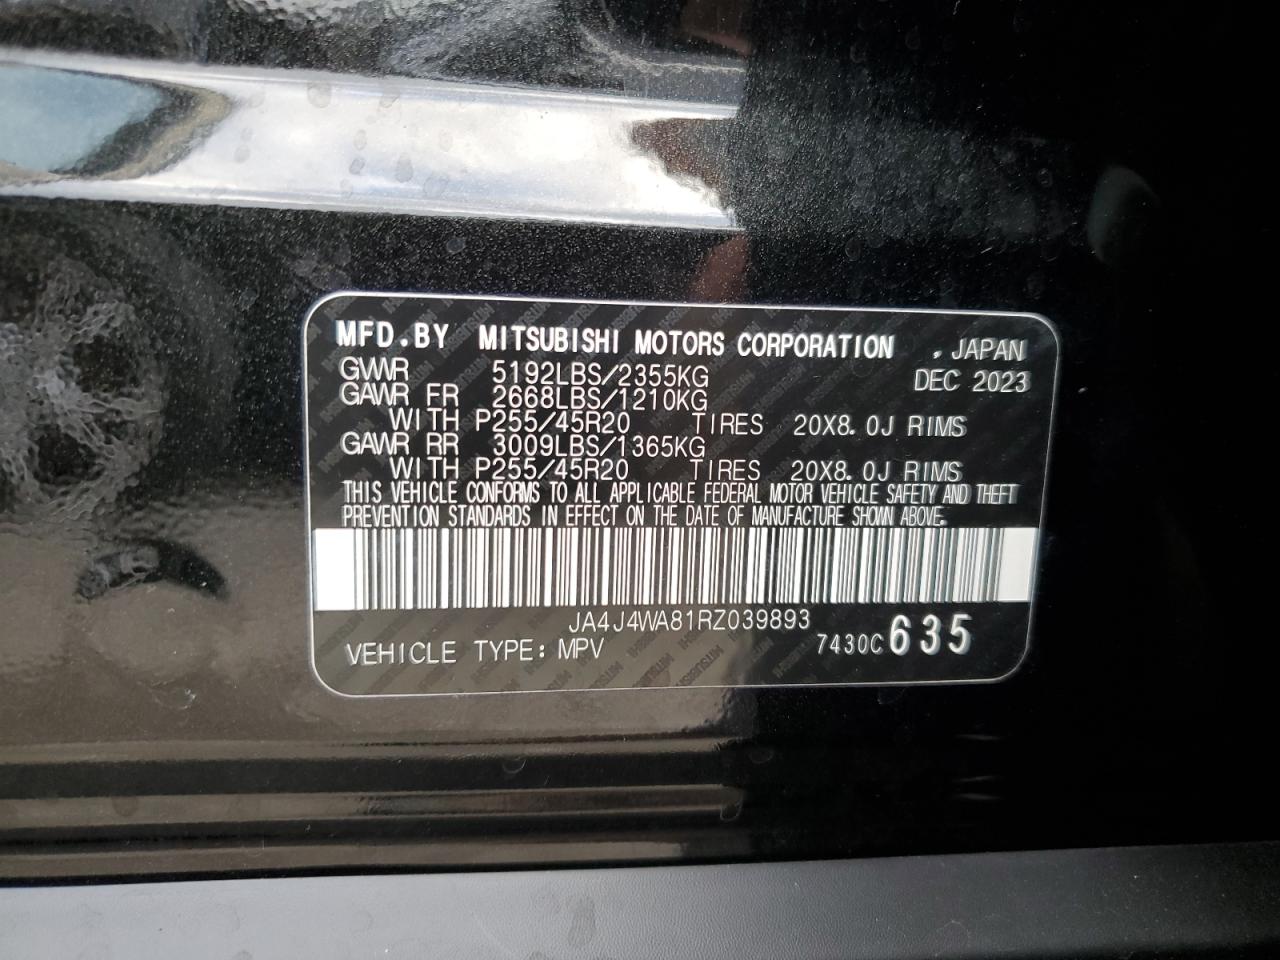 MFD.BY MITSUBISHI MOTORS CORPORATION , JAPAN
GVWR 5192LBS/2355KG DEC 2023
GAWR FR 2668LBS/1210KG
WITH P255/45R20 TIRES 20X8.0J RIMS
GAWR RR 3009LBS/1365KG
WITH P255/45R20 TIRES 20X8.0J RIMS
THIS VEHICLE CONFORMS TO ALL APPLICABLE FEDERAL MOTOR VEHICLE SAFETY AND THEFT
PREVENTION STANDARDS IN EFFECT ON THE DATE OF MANUFACTURE SHOWN ABOVE.
JA4J4WA81RZ039893
VEHICLE TYPE: MPV 7430C 635